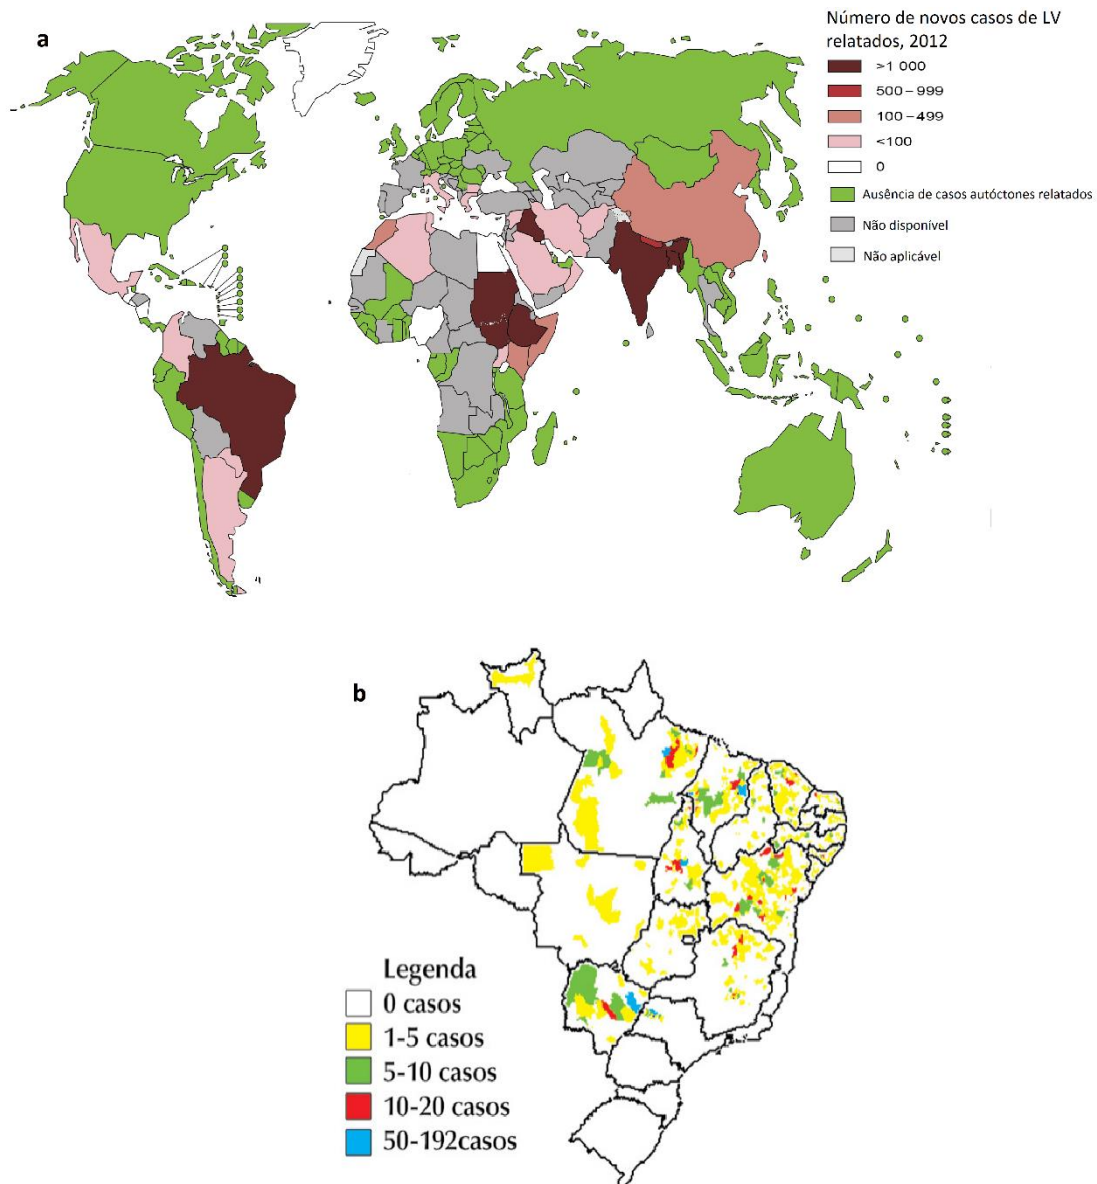 a
Número de novos casos de LV
relatados, 2012
>1 000
500–999
100–499
<100
0
Ausência de casos autóctones relatados
Não disponível
Não aplicável
b
Legenda
0 casos
1-5 casos
5-10 casos
10-20 casos
50-192casos